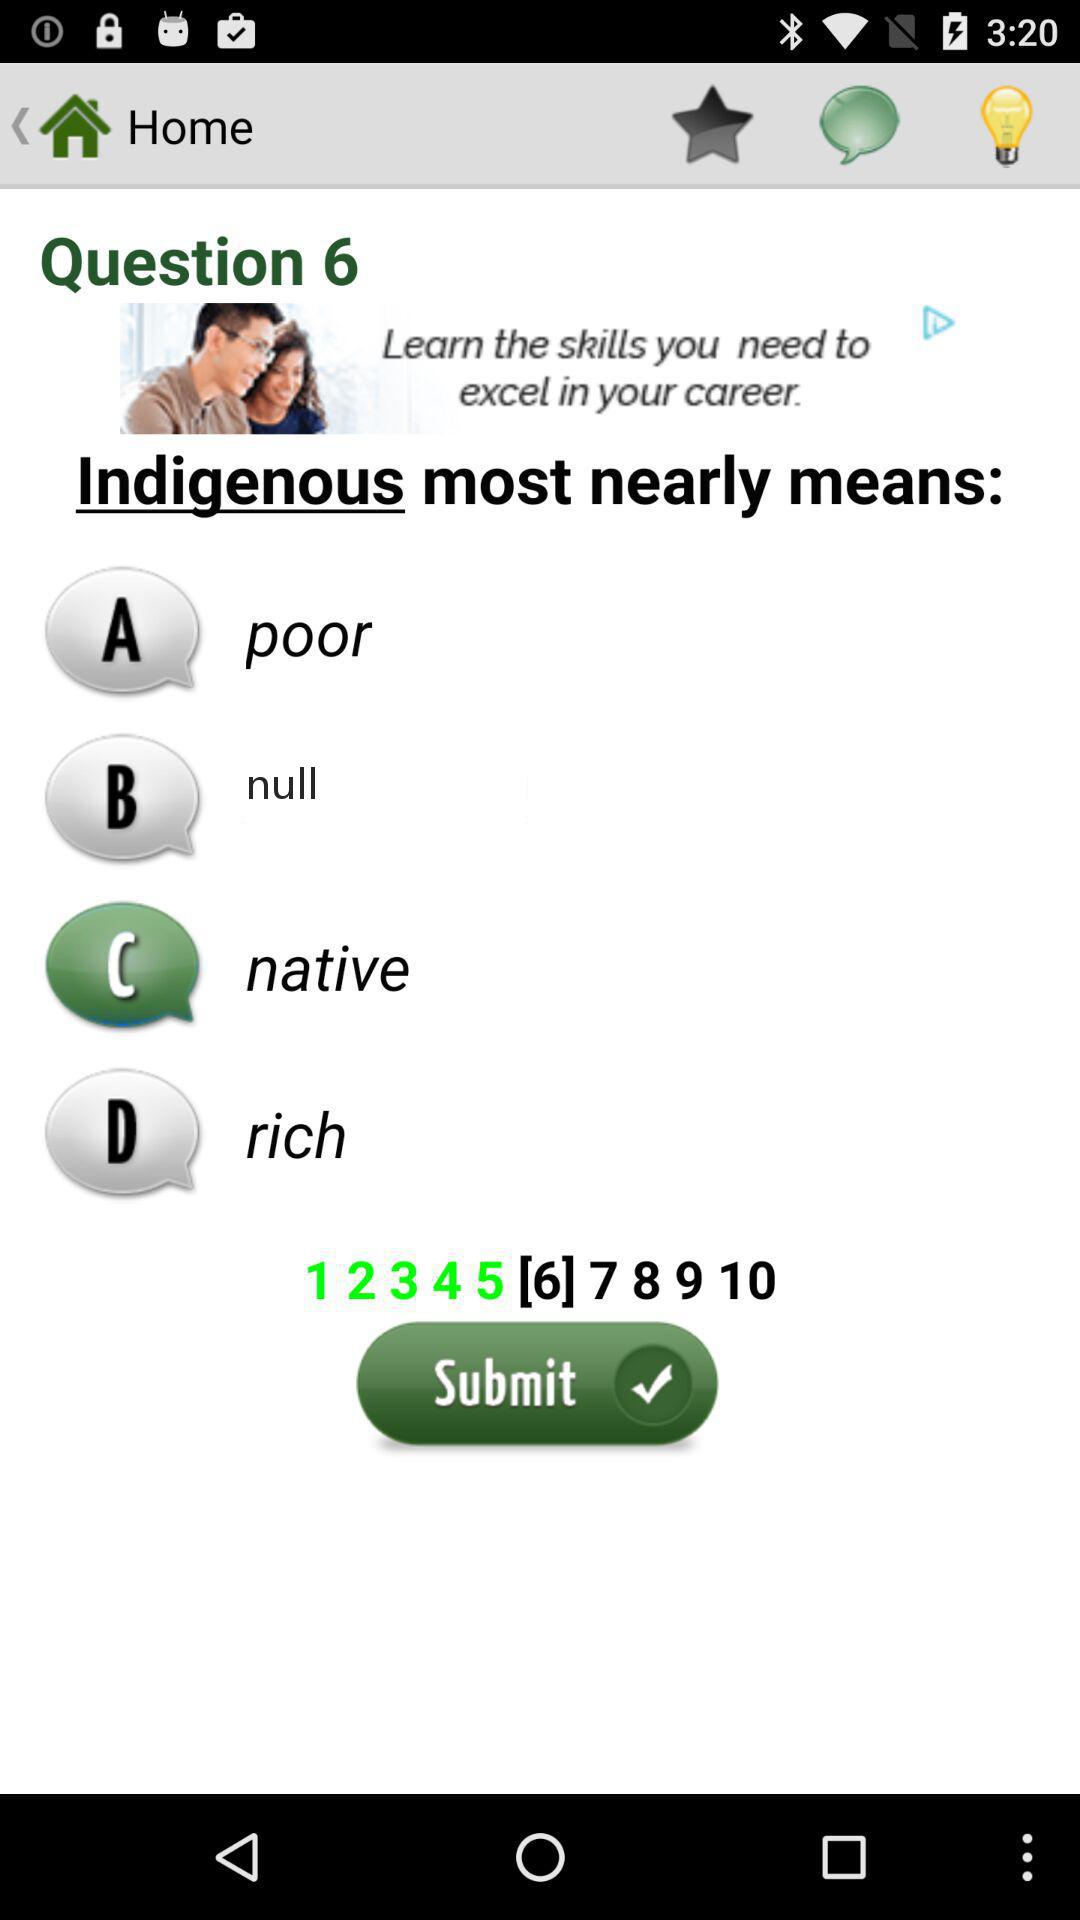 3:20
Home
Question 6
Learn the skills you need to
excel in your career.
Indigenous most nearly means:
A poor
B null
C native
D rich
1 2 3 4 5 [6] 7 8 9 10
Submit